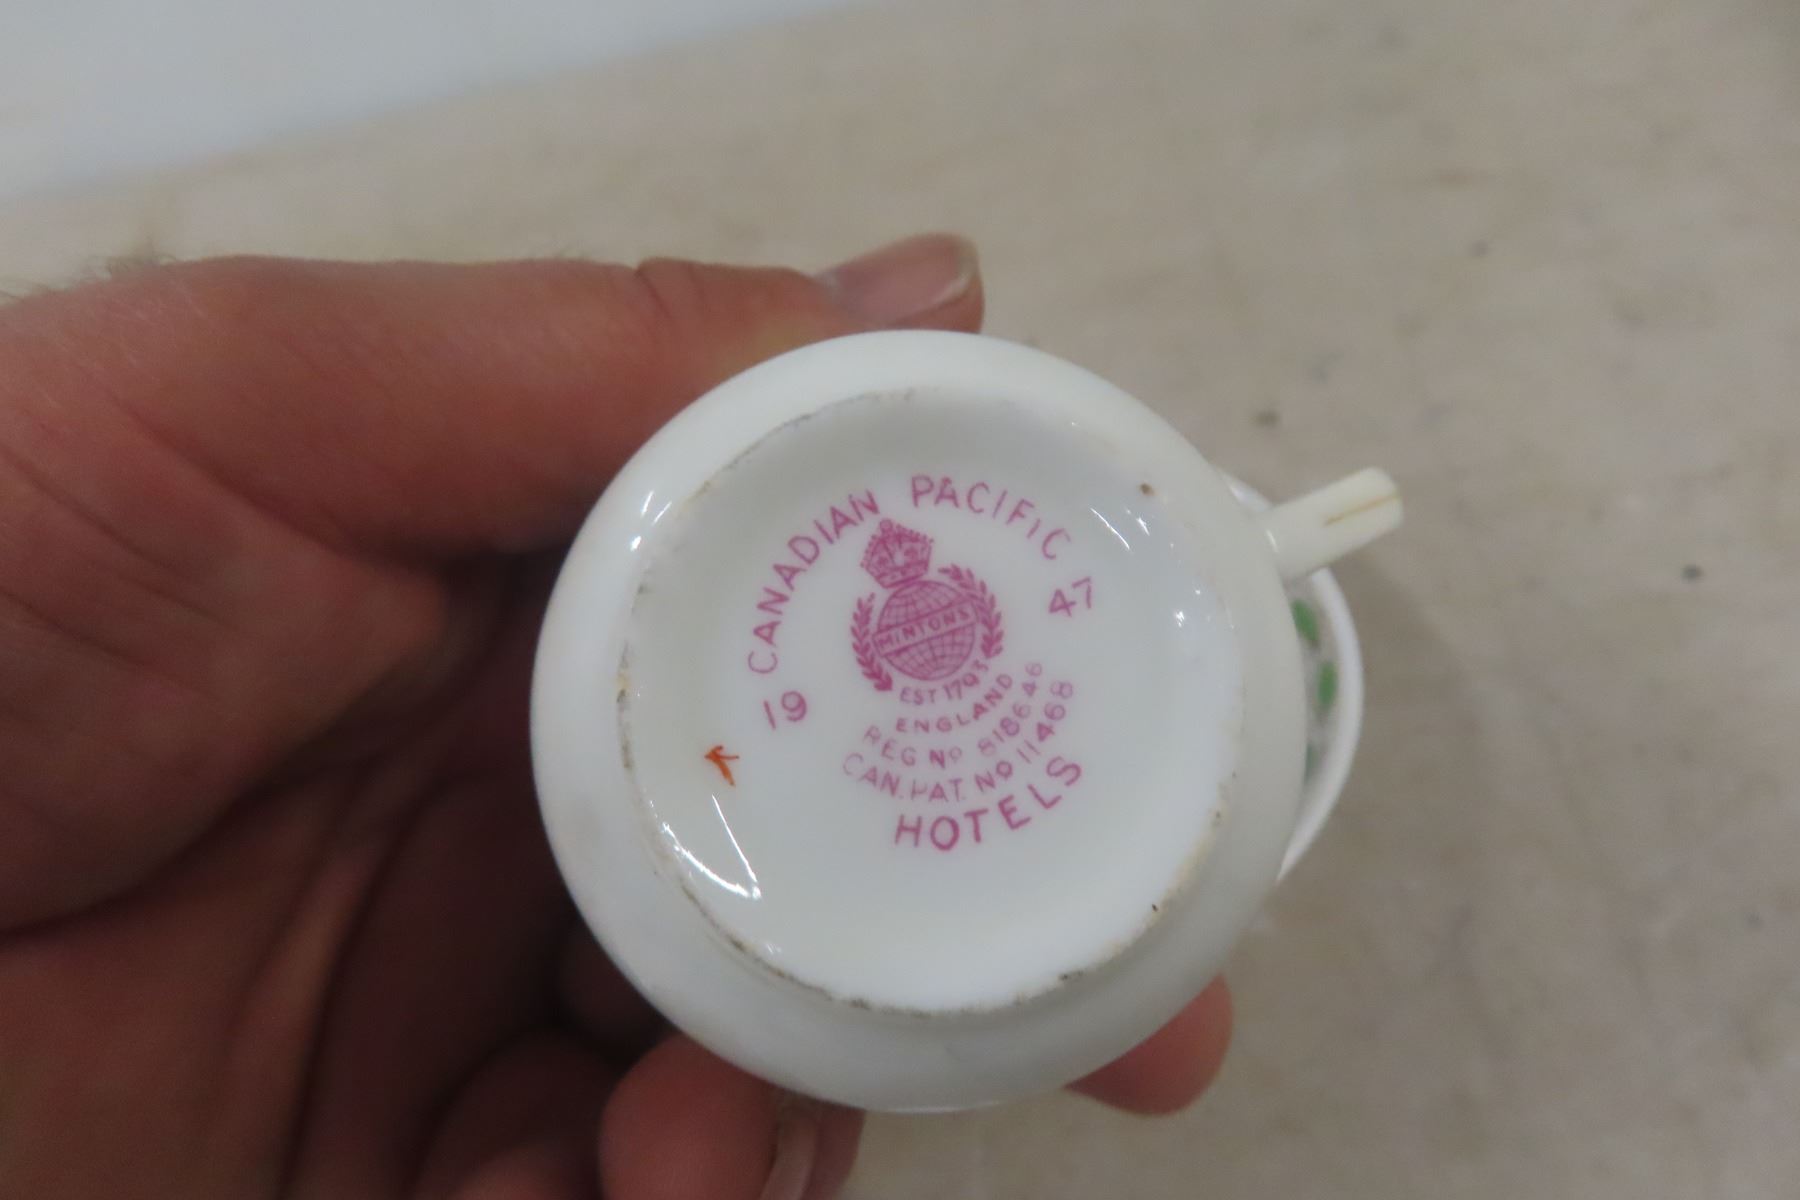 CANADIAN PACIFIC
19 47
MINTONS
EST 1793
ENGLAND
REG No 818646
CAN. PAT. No 11468
HOTELS